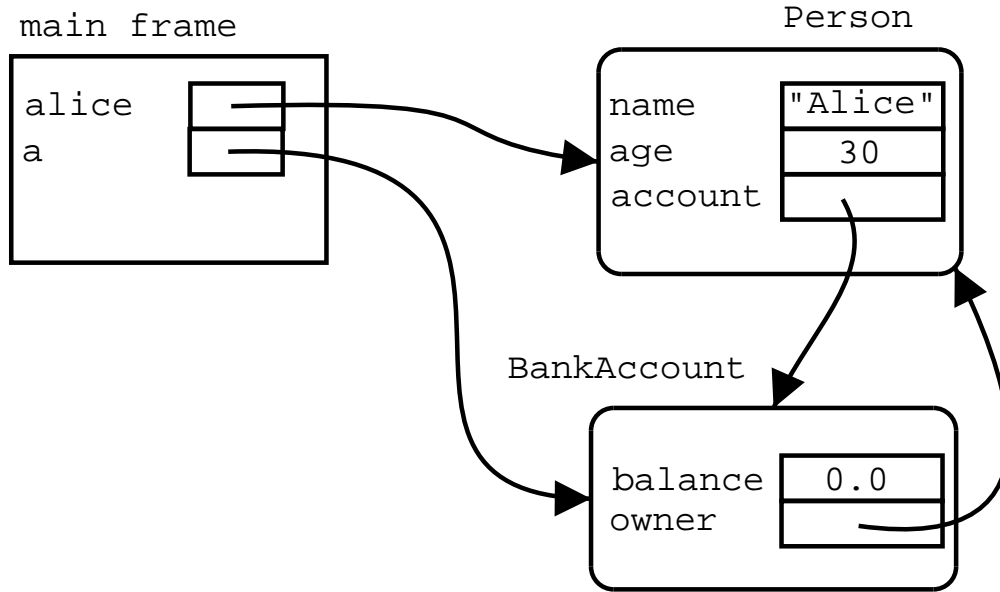 main frame
alice
a
Person
name "Alice"
age 30
account
BankAccount
balance 0.0
owner